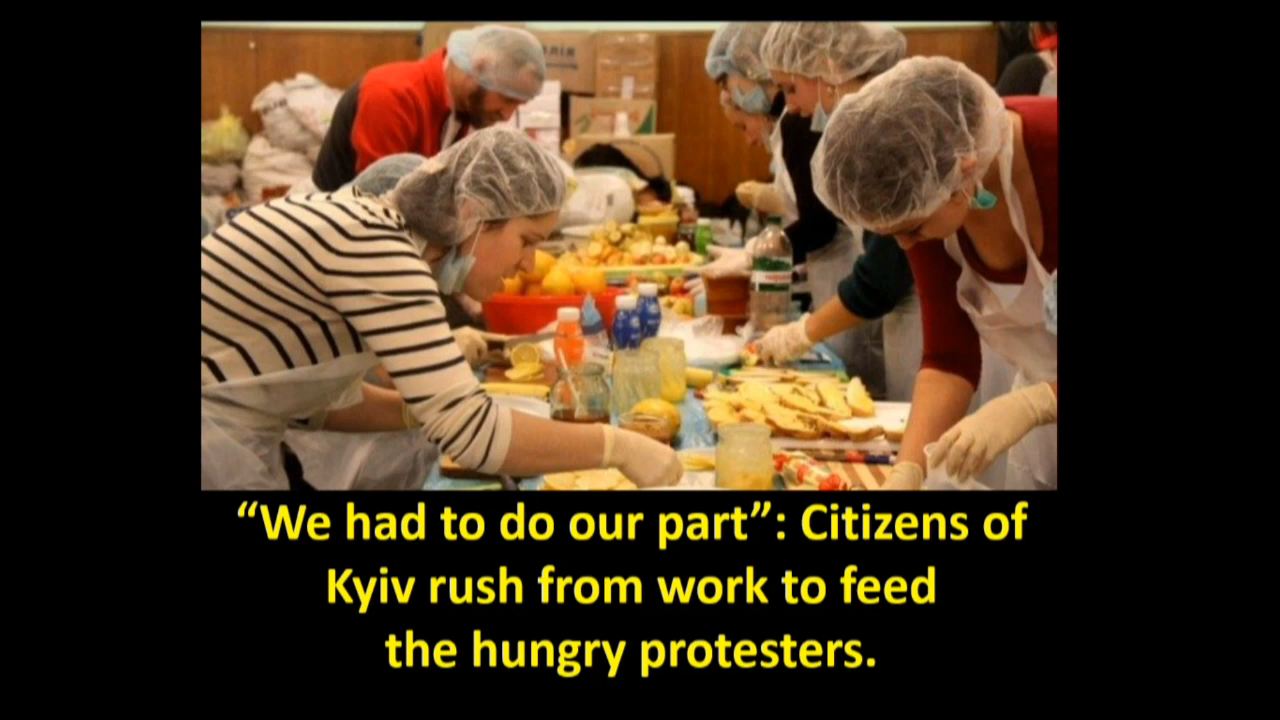 “We had to do our part”: Citizens of
Kyiv rush from work to feed
the hungry protesters.